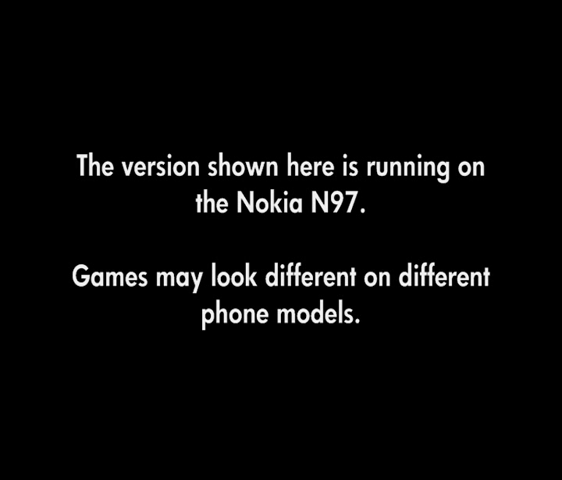 The version shown here is running on
the Nokia N97.
Games may look different on different
phone models.